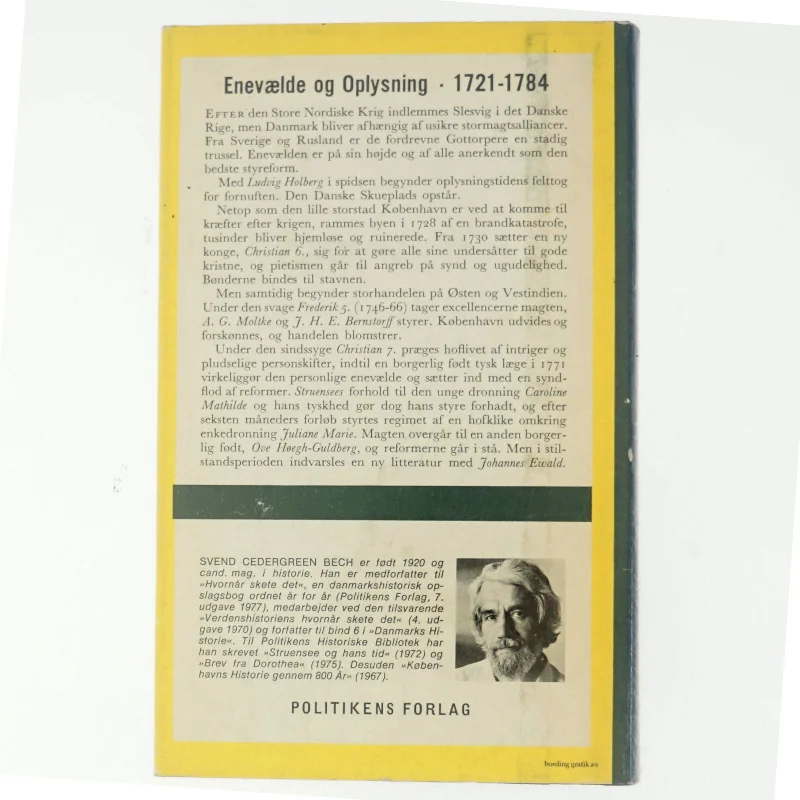 Enevælde og Oplysning · 1721-1784
EFTER den Store Nordiske Krig indlemmes Slesvig i det Danske
Rige, men Danmark bliver afhængig af usikre stormagtsalliancer.
Fra Sverige og Rusland er de fordrevne Gottorpere en stadig
trussel. Enevælden er på sin højde og af alle anerkendt som den
bedste styreform.
Med Ludvig Holberg i spidsen begynder oplysningstidens felttog
for fornuften. Den Danske Skueplads opstår.
Netop som den lille storstad København er ved at komme til
kræfter efter krigen, rammes byen i 1728 af en brandkatastrofe,
tusinder bliver hjemløse og ruinerede. Fra 1730 sætter en ny
konge, Christian 6., sig for at gøre alle sine undersåtter til gode
kristne, og pietismen går til angreb på synd og ugudelighed.
Bønderne bindes til stavnen.
Men samtidig begynder storhandelen på Østen og Vestindien.
Under den svage Frederik 5. (1746-66) tager excellencerne magten,
A. G. Moltke og J. H. E. Bernstorff styrer. København udvides og
forskønnes, og handelen blomstrer.
Under den sindssyge Christian 7. præges hoflivet af intriger og
pludselige personskifter, indtil en borgerlig født tysk læge i 1771
virkeliggør den personlige enevælde og sætter ind med en synd-
flod af reformer. Struensees forhold til den unge dronning Caroline
Mathilde og hans tyskhed gør dog hans styre forhadt, og efter
seksten måneders forløb styrtes regimet af en hofklike omkring
enkedronning Juliane Marie. Magten overgår til en anden borger-
lig født, Ove Høegh-Guldberg, og reformerne går i stå. Men i stil-
standsperioden indvarsles en ny litteratur med Johannes Ewald.
SVEND CEDERGREEN BECH er født 1920 og
cand. mag. i historie. Han er medforfatter til
»Hvornår skete det«, en danmarkshistorisk op-
slagsbog ordnet år for år (Politikens Forlag, 7.
udgave 1977), medarbejder ved den tilsvarende
»Verdenshistoriens hvornår skete det« (4. ud-
gave 1970) og forfatter til bind 6 i »Danmarks Hi-
storie«. Til Politikens Historiske Bibliotek har
han skrevet »Struensee og hans tid« (1972) og
»Brev fra Dorothea« (1975). Desuden »Køben-
havns Historie gennem 800 År« (1967).
POLITIKENS FORLAG
bording grafik a·s